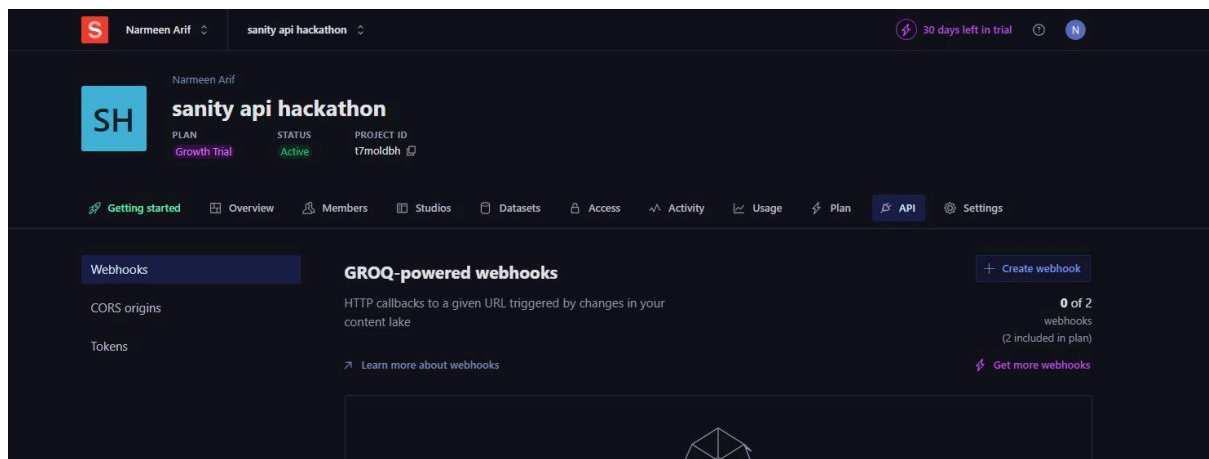 S Narmeen Arif sanity api hackathon 30 days left in trial ? N
Narmeen Arif
SH
sanity api hackathon
PLAN STATUS PROJECT ID
Growth Trial Active t7moldbh
Getting started Overview Members Studios Datasets Access Activity Usage Plan API Settings
Webhooks
CORS origins
Tokens
GROQ-powered webhooks
HTTP callbacks to a given URL triggered by changes in your
content lake
Learn more about webhooks
+ Create webhook
0 of 2
webhooks
(2 included in plan)
Get more webhooks